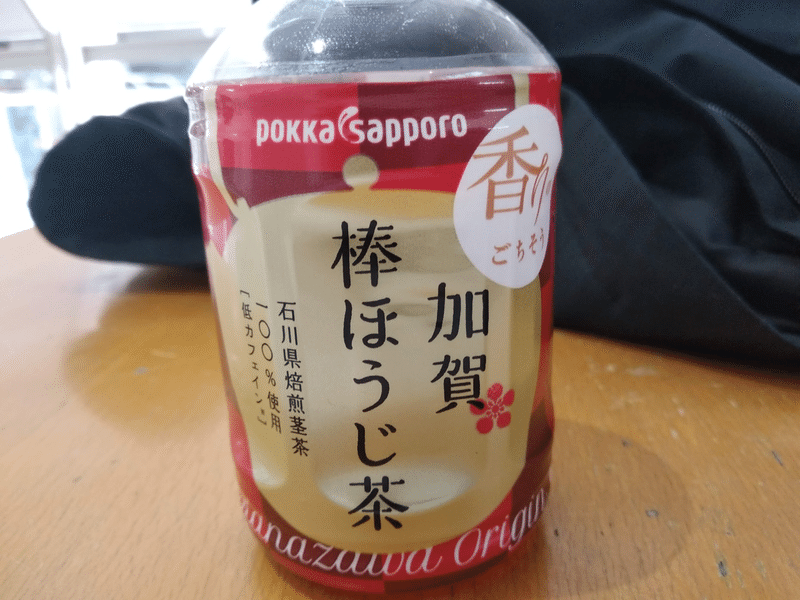 pokka sapporo
香り
ごちそう
加賀
棒ほうじ茶
石川県焙煎茎茶
一〇〇%使用
[低カフェイン※]
anazawa Origin